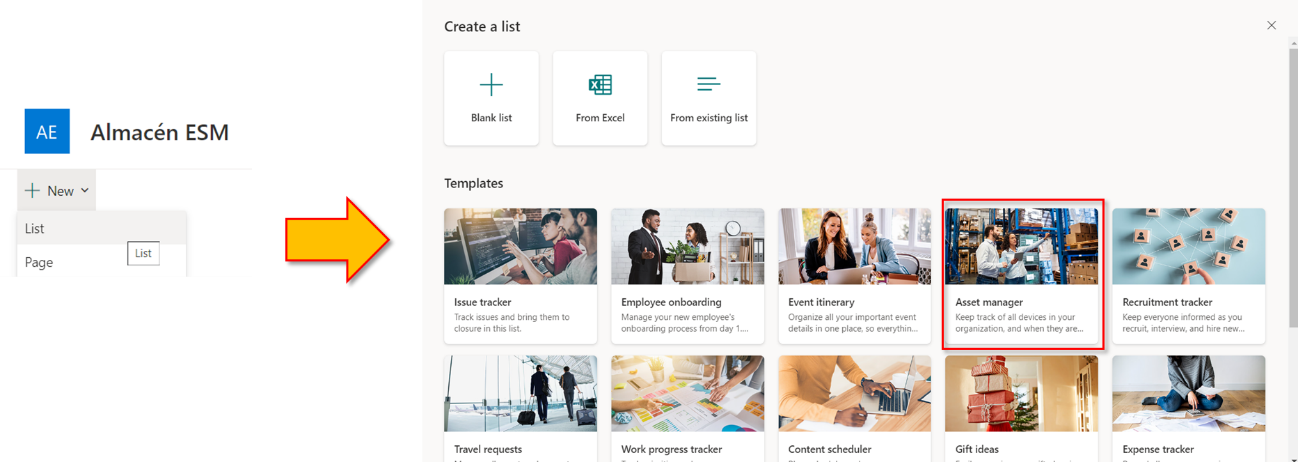 AE
Almacén ESM
New
List
List
Page
Create a list
Blank list
From Excel
From existing list
Templates
Issue tracker
Track issues and bring them to
closure in this list.
Employee onboarding
Manage your new employee's
onboarding process from day 1....
Event itinerary
Organize all your important event
details in one place, so everythin...
Asset manager
Keep track of all devices in your
organization, and when they are...
Recruitment tracker
Keep everyone informed as you
recruit, interview, and hire new...
Travel requests
Work progress tracker
Content scheduler
Gift ideas
Expense tracker